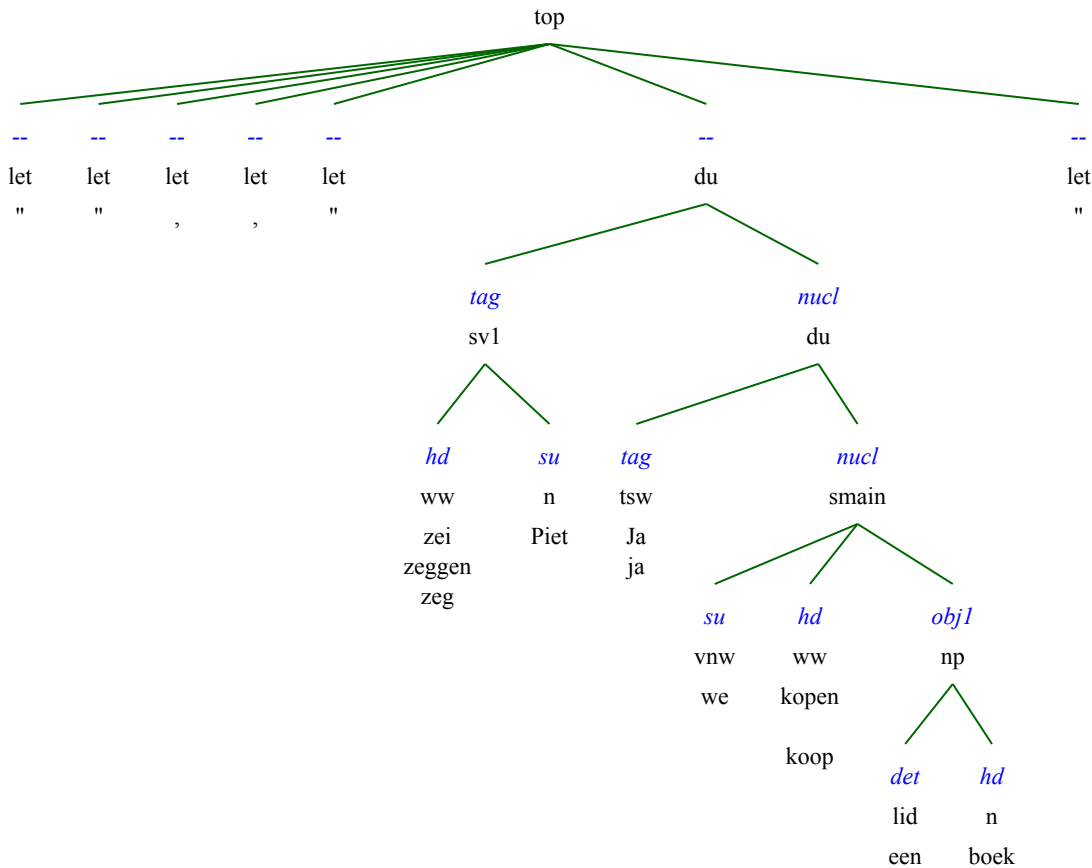 top
-- -- -- -- -- -- --
let let let let let du let
" " , , " "
tag nucl
sv1 du
hd su tag nucl
ww n tsw smain
zei Piet Ja
zeggen ja
zeg
su hd obj1
vnw ww np
we kopen
koop
det hd
lid n
een boek